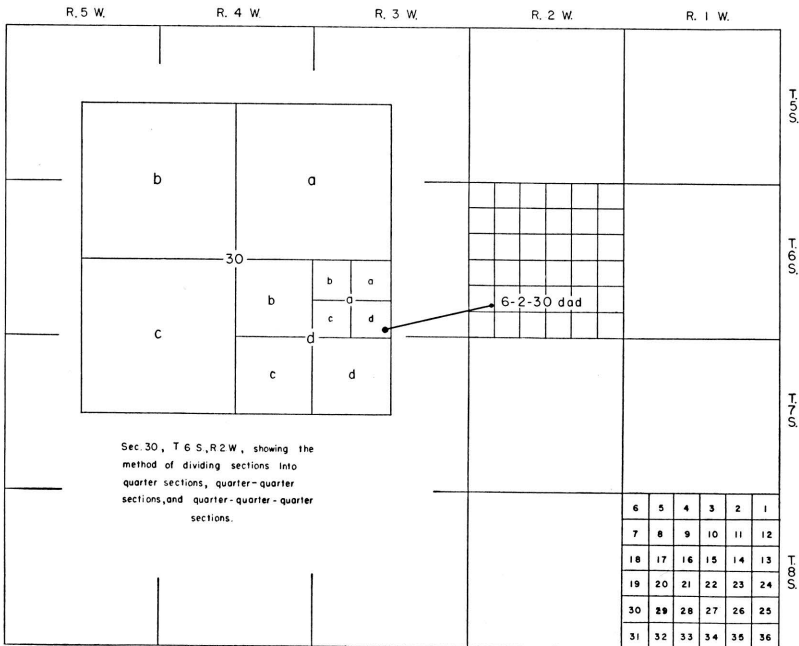 R. 5 W. R. 4 W. R. 3 W. R. 2 W. R. 1 W.
T. 5 S.
b a
T. 6 S.
30
b b a
a
6-2-30 dad
c c d
d
c d
T. 7 S.
Sec. 30, T 6 S., R 2 W, showing the
method of dividing sections into
quarter sections, quarter-quarter
sections, and quarter-quarter-quarter
sections.
6 5 4 3 2 1
7 8 9 10 11 12
18 17 16 15 14 13
T. 8 S.
19 20 21 22 23 24
30 29 28 27 26 25
31 32 33 34 35 36